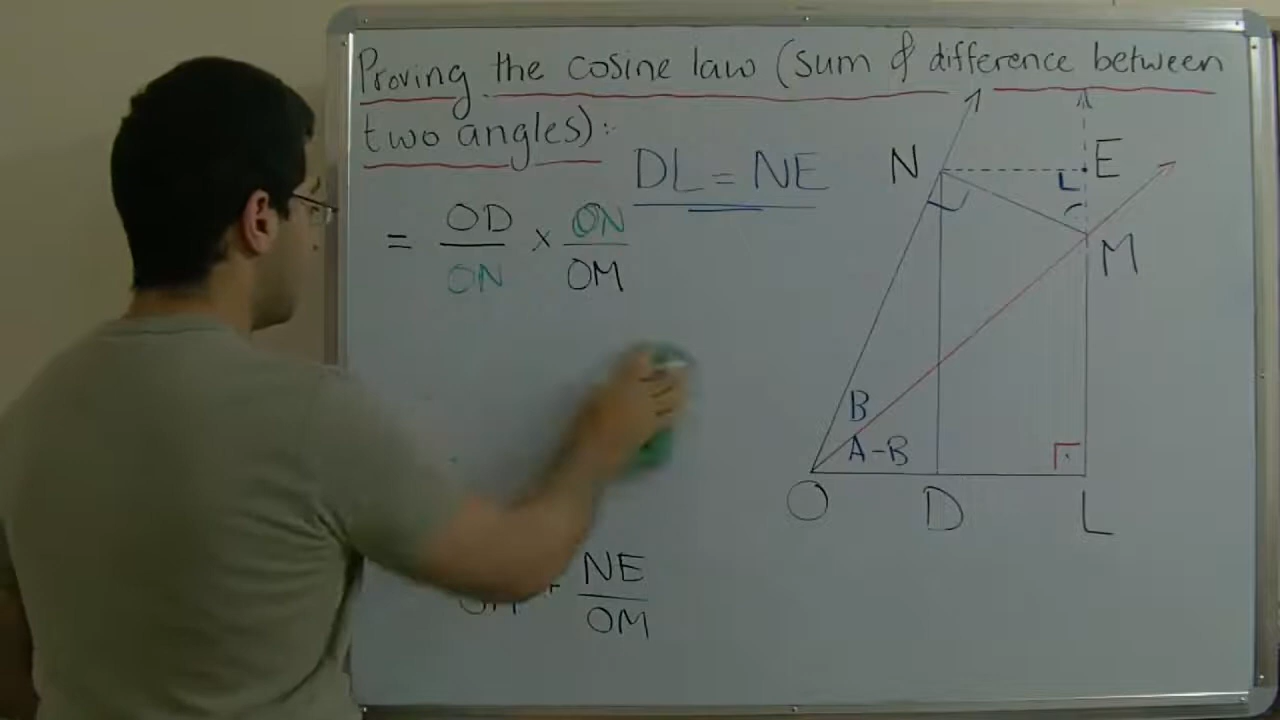 Proving the cosine law (sum & difference between
two angles):
DL = NE
= OD/ON × ON/OM
+ NE/OM
N
E
L
M
B
A-B
O D L